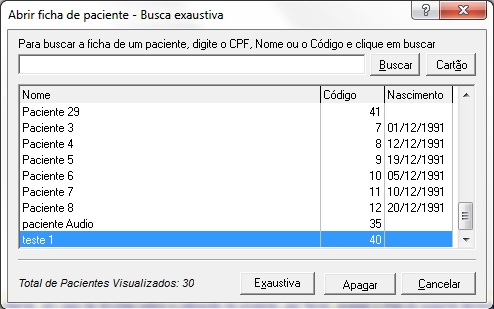 Abrir ficha de paciente - Busca exaustiva
Para buscar a ficha de um paciente, digite o CPF, Nome ou o Código e clique em buscar
Buscar Cartão
Nome Código Nascimento
Paciente 29 41
Paciente 3 7 01/12/1991
Paciente 4 8 12/12/1991
Paciente 5 9 19/12/1991
Paciente 6 10 05/12/1991
Paciente 7 11 10/12/1991
Paciente 8 12 20/12/1991
paciente Audio 35
teste 1 40
Total de Pacientes Visualizados: 30 Exaustiva Apagar Cancelar